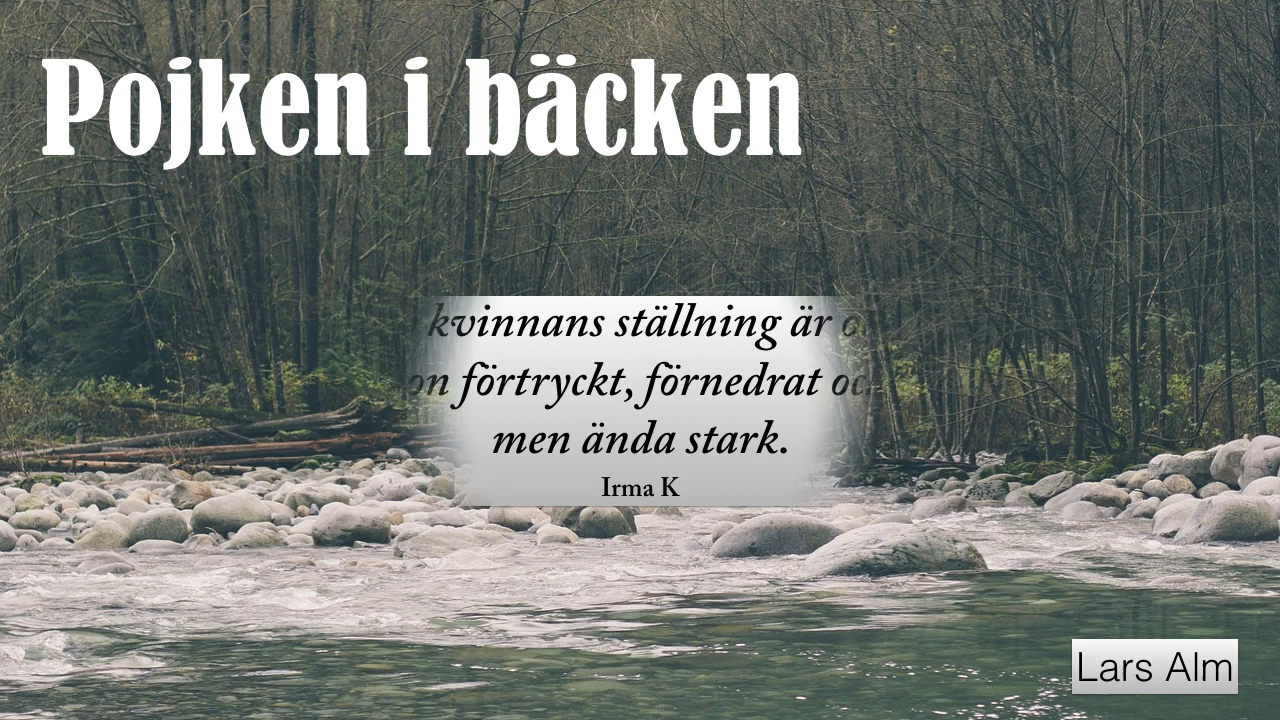 Pojken i bäcken
kvinnans ställning är
förtryckt, förnedrat
men ända stark.
Irma K
Lars Alm